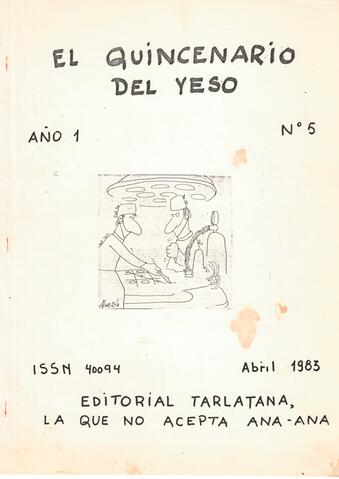 EL QUINCENARIO
DEL YESO
AÑO 1
N° 5
ISSN 40094
Abril 1983
EDITORIAL TARLATANA,
LA QUE NO ACEPTA ANA-ANA